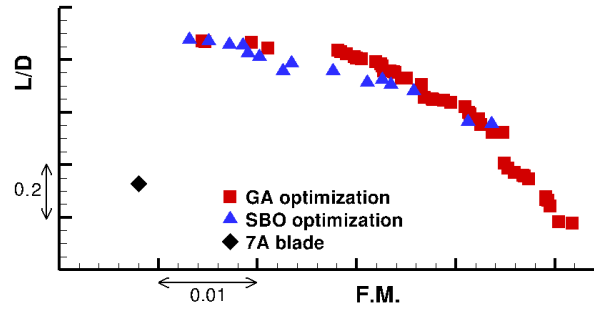 L/D
0.2
GA optimization
SBO optimization
7A blade
0.01
F.M.